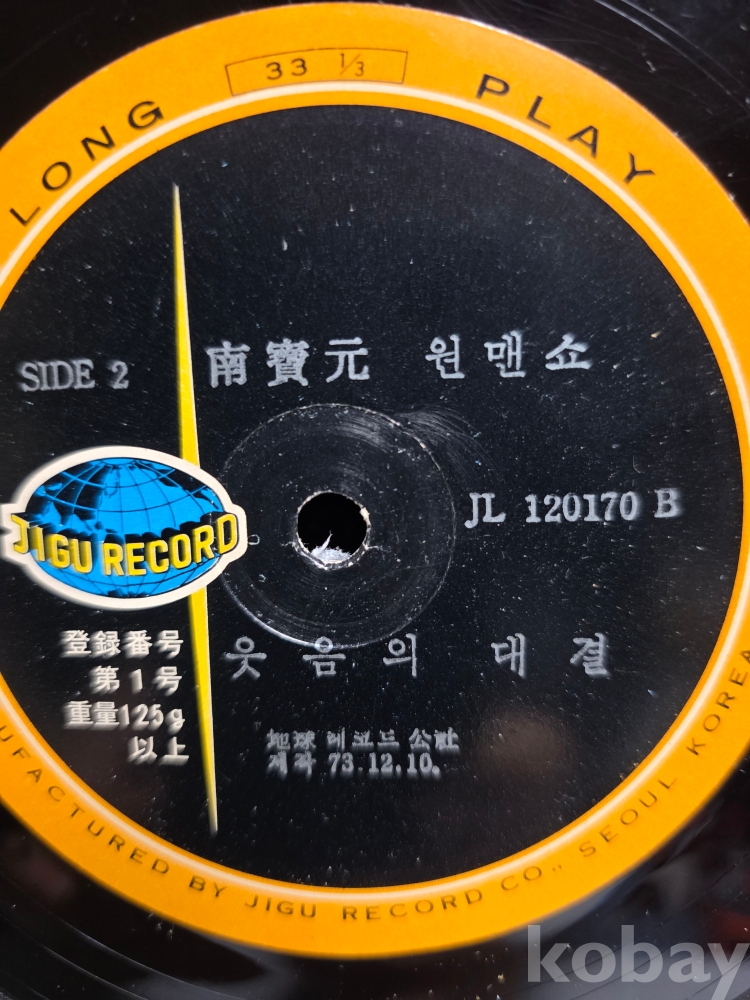 33 ⅓
LONG PLAY
SIDE 2
南寶元 원맨쇼
JIGU RECORD
JL 120170 B
웃음의 대결
登録番号
第1号
重量125g
以上
地球레코드公社
제작 73.12.10.
UFACTURED BY JIGU RECORD CO., SEOUL KOREA
kobay